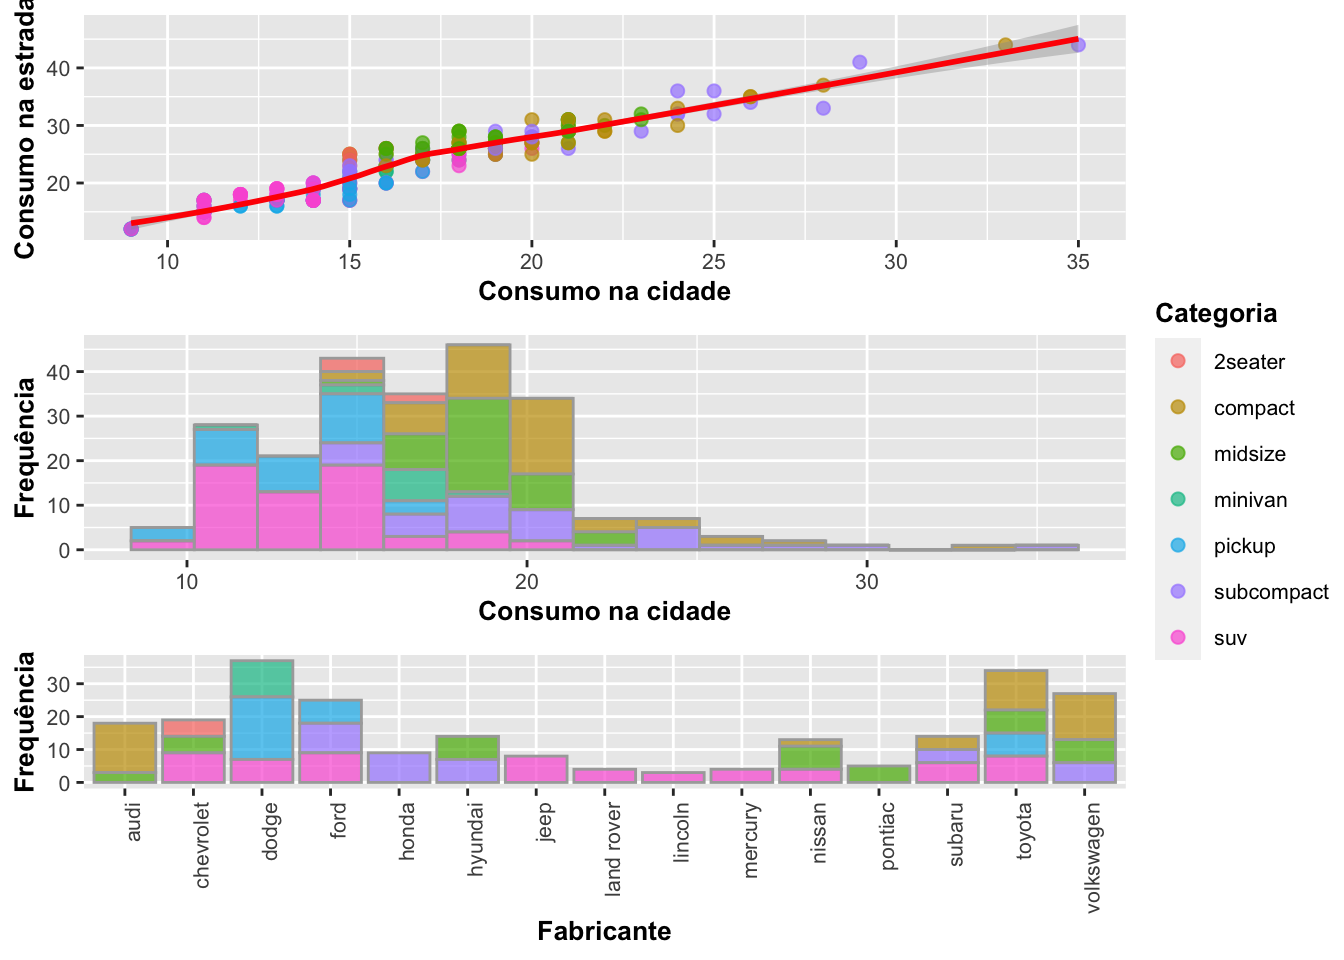 Consumo na estrada
40
30
20
10 15 20 25 30 35
Consumo na cidade
Frequência
40
30
20
10
0
10 20 30
Consumo na cidade
Frequência
30
20
10
0
audi chevrolet dodge ford honda hyundai jeep land rover lincoln mercury nissan pontiac subaru toyota volkswagen
Fabricante
Categoria
2seater
compact
midsize
minivan
pickup
subcompact
suv